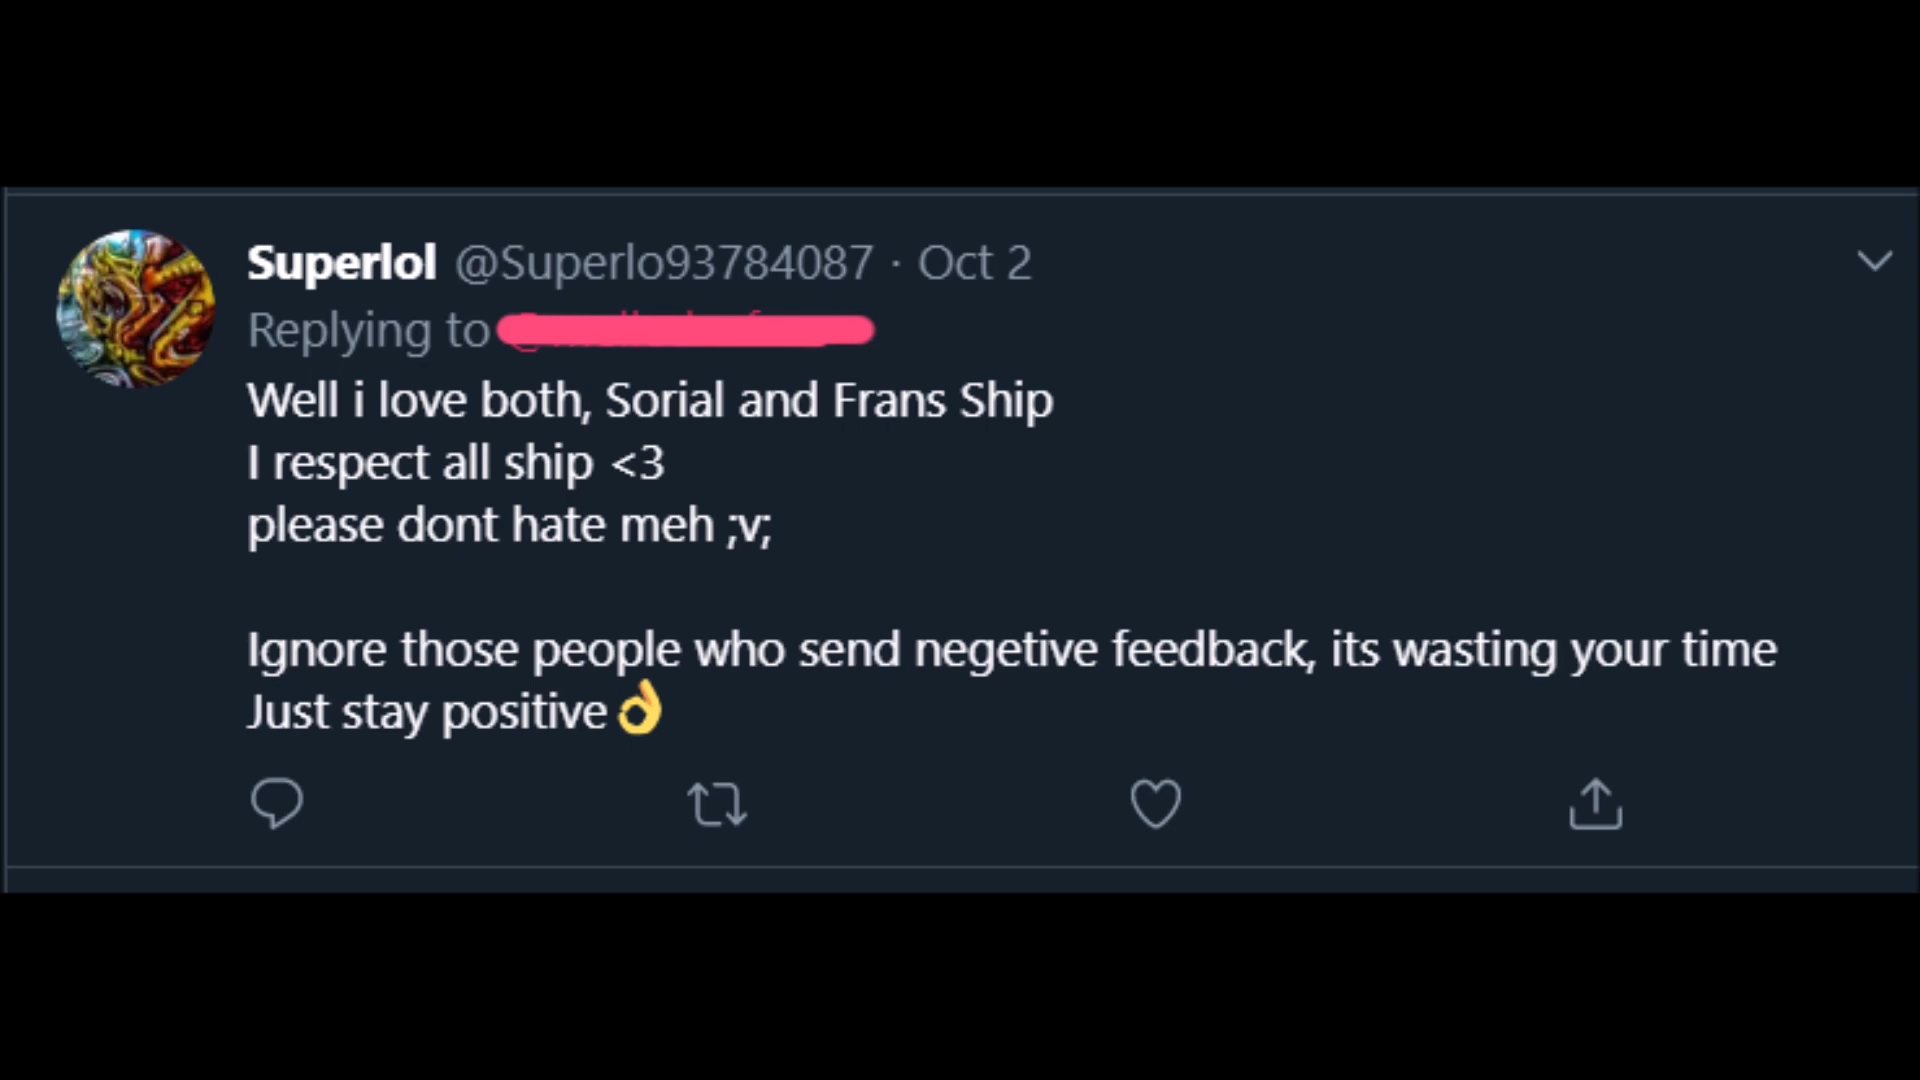 Superlol @Superlo93784087 · Oct 2
Replying to
Well i love both, Sorial and Frans Ship
I respect all ship <3
please dont hate meh ;v;
Ignore those people who send negetive feedback, its wasting your time
Just stay positive👌